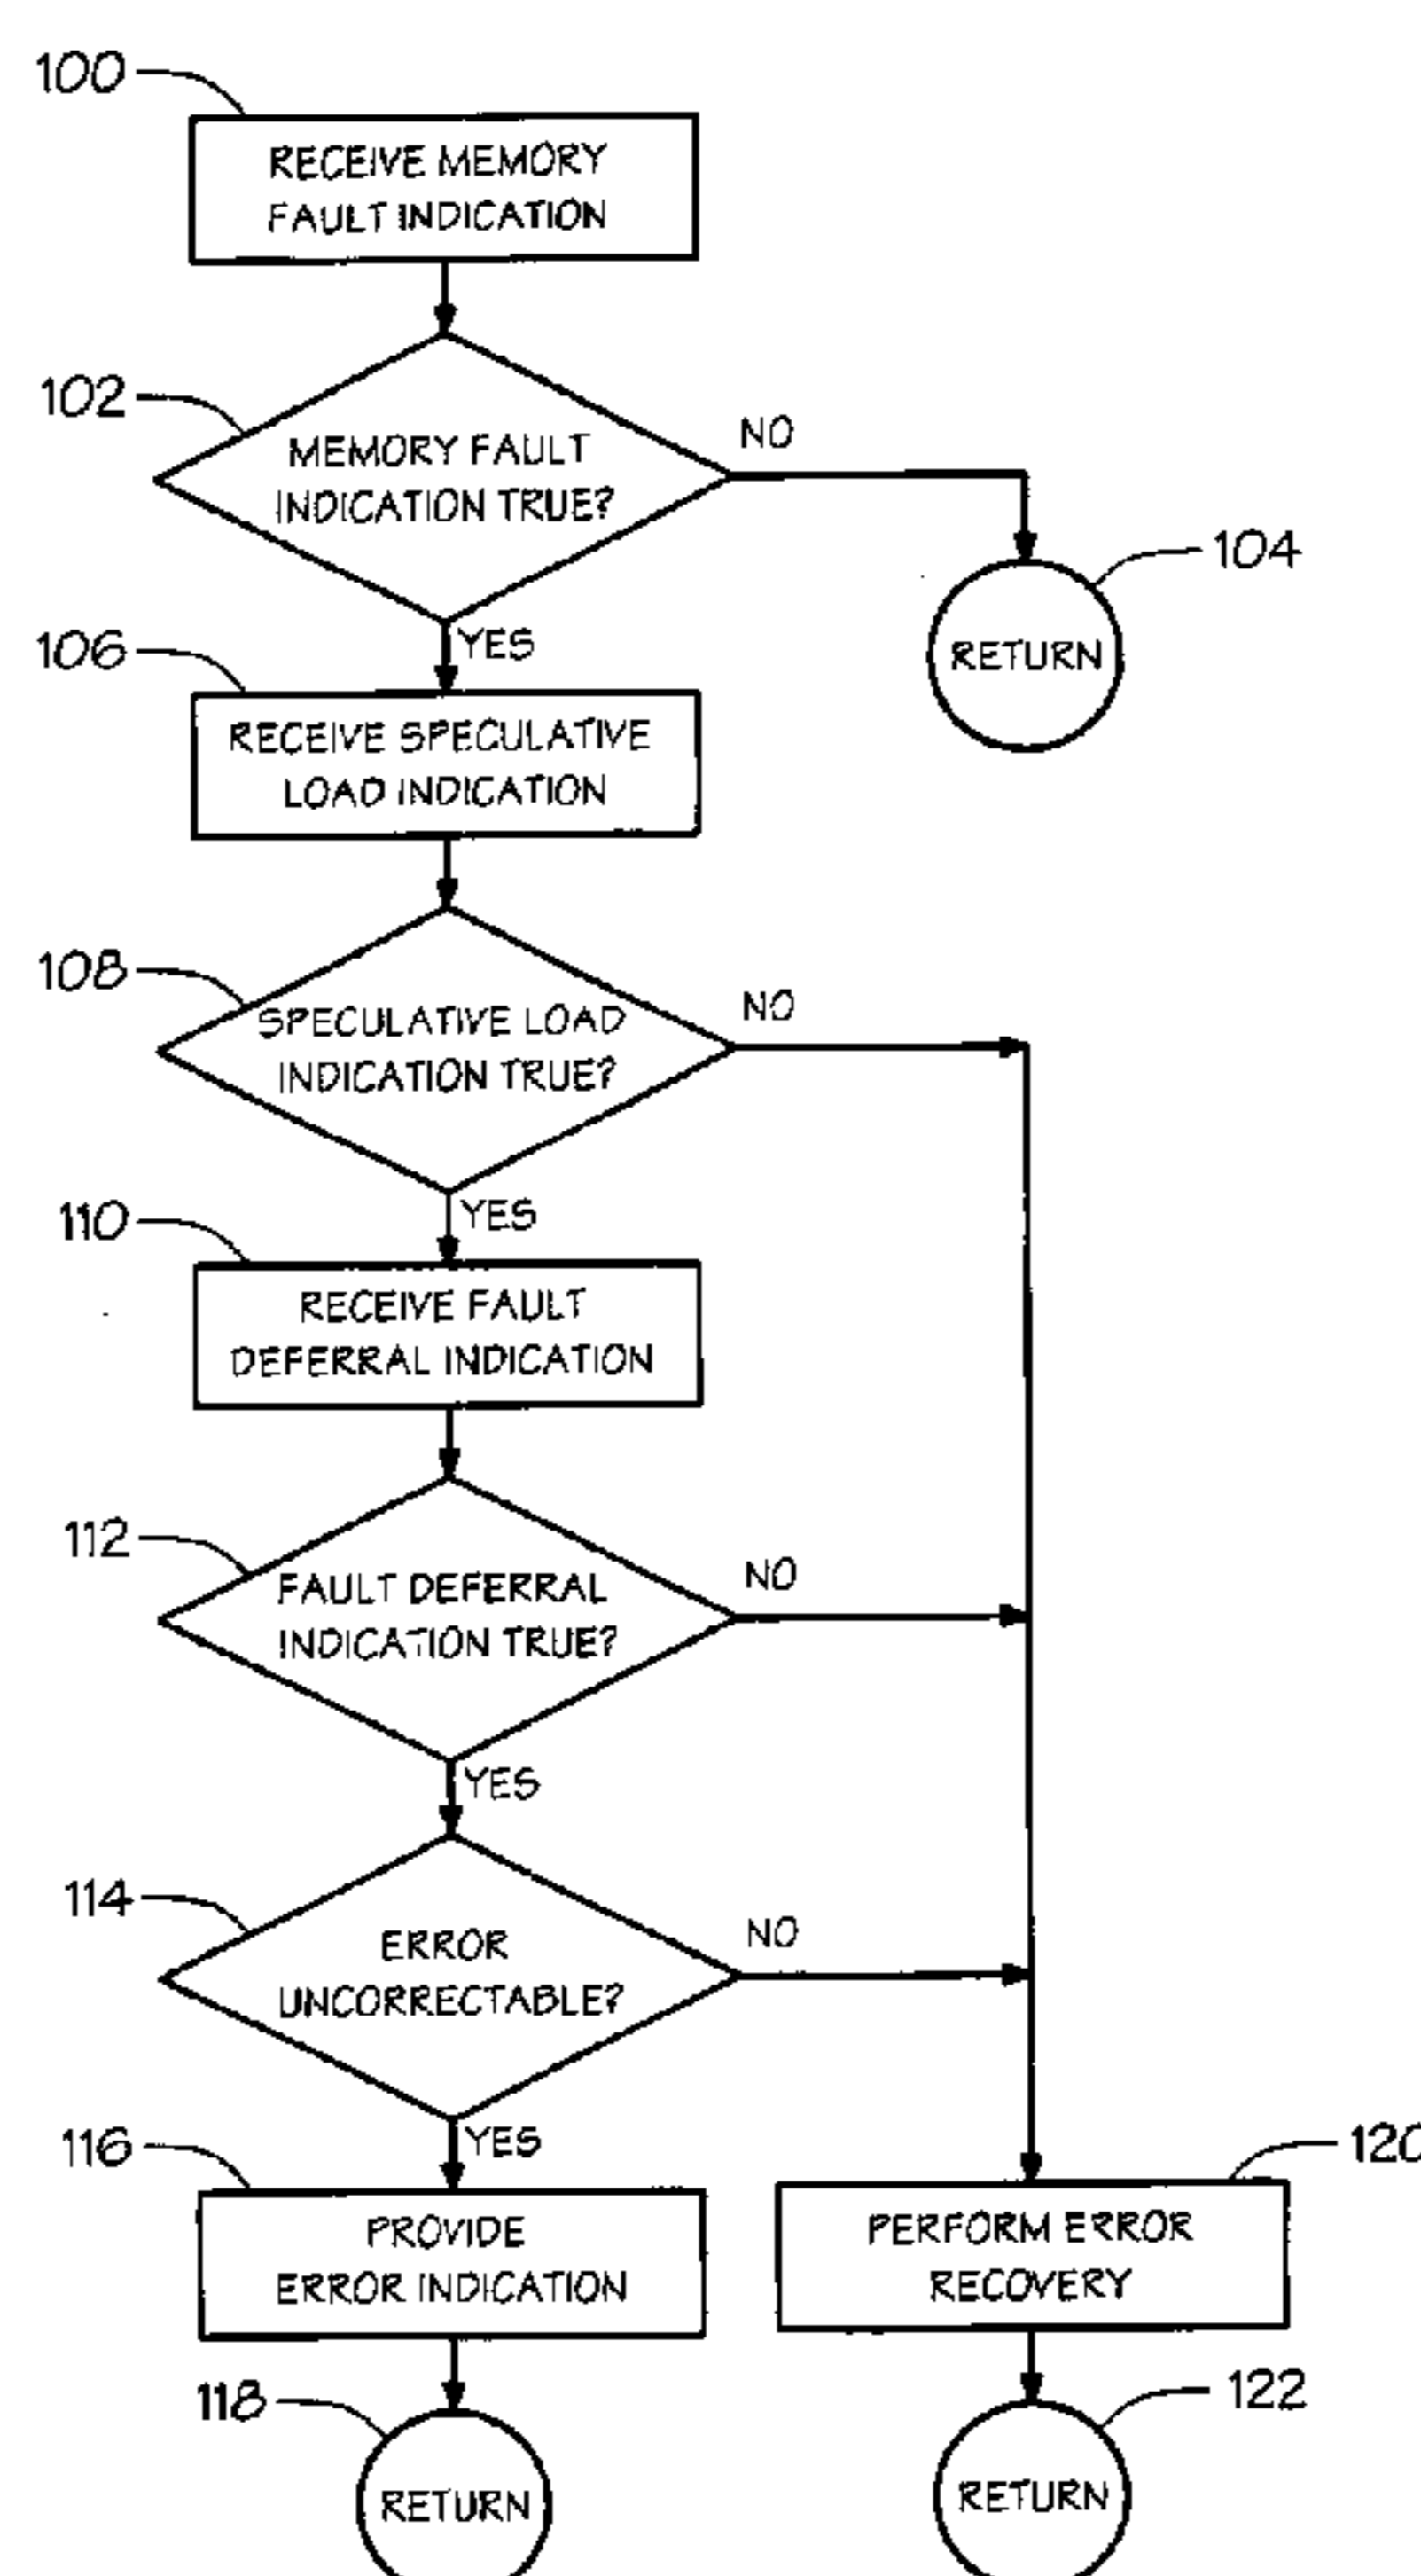 100
RECEIVE MEMORY
FAULT INDICATION
102
MEMORY FAULT
INDICATION TRUE?
NO
104
RETURN
YES
106
RECEIVE SPECULATIVE
LOAD INDICATION
108
SPECULATIVE LOAD
INDICATION TRUE?
NO
YES
110
RECEIVE FAULT
DEFERRAL INDICATION
112
FAULT DEFERRAL
INDICATION TRUE?
NO
YES
114
ERROR
UNCORRECTABLE?
NO
YES
116
PROVIDE
ERROR INDICATION
120
PERFORM ERROR
RECOVERY
118
RETURN
122
RETURN